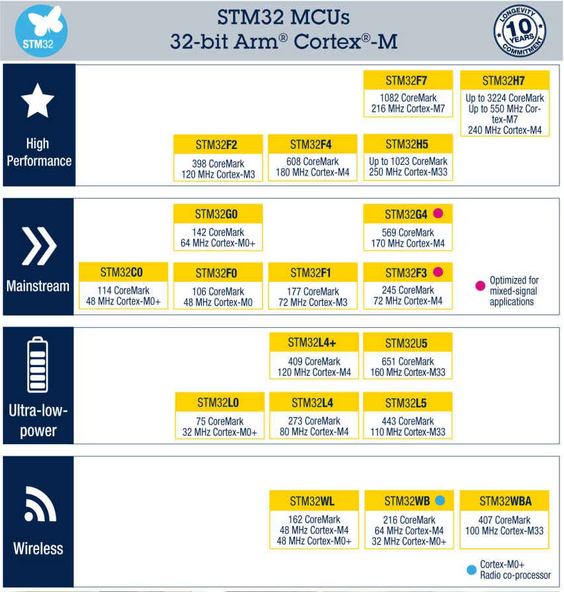 STM32 MCUs
32-bit Arm® Cortex®-M
STM32
LONGEVITY
10
YEARS
COMMITMENT
High
Performance
STM32F7
1082 CoreMark
216 MHz Cortex-M7
STM32H7
Up to 3224 CoreMark
Up to 550 MHz Cor-
tex-M7
240 MHz Cortex-M4
STM32F2
398 CoreMark
120 MHz Cortex-M3
STM32F4
608 CoreMark
180 MHz Cortex-M4
STM32H5
Up to 1023 CoreMark
250 MHz Cortex-M33
Mainstream
STM32G0
142 CoreMark
64 MHz Cortex-M0+
STM32G4
569 CoreMark
170 MHz Cortex-M4
STM32C0
114 CoreMark
48 MHz Cortex-M0+
STM32F0
106 CoreMark
48 MHz Cortex-M0
STM32F1
177 CoreMark
72 MHz Cortex-M3
STM32F3
245 CoreMark
72 MHz Cortex-M4
Optimized for
mixed-signal
applications
Ultra-low-
power
STM32L4+
409 CoreMark
120 MHz Cortex-M4
STM32U5
651 CoreMark
160 MHz Cortex-M33
STM32L0
75 CoreMark
32 MHz Cortex-M0+
STM32L4
273 CoreMark
80 MHz Cortex-M4
STM32L5
443 CoreMark
110 MHz Cortex-M33
Wireless
STM32WL
162 CoreMark
48 MHz Cortex-M4
48 MHz Cortex-M0+
STM32WB
216 CoreMark
64 MHz Cortex-M4
32 MHz Cortex-M0+
STM32WBA
407 CoreMark
100 MHz Cortex-M33
Cortex-M0+
Radio co-processor